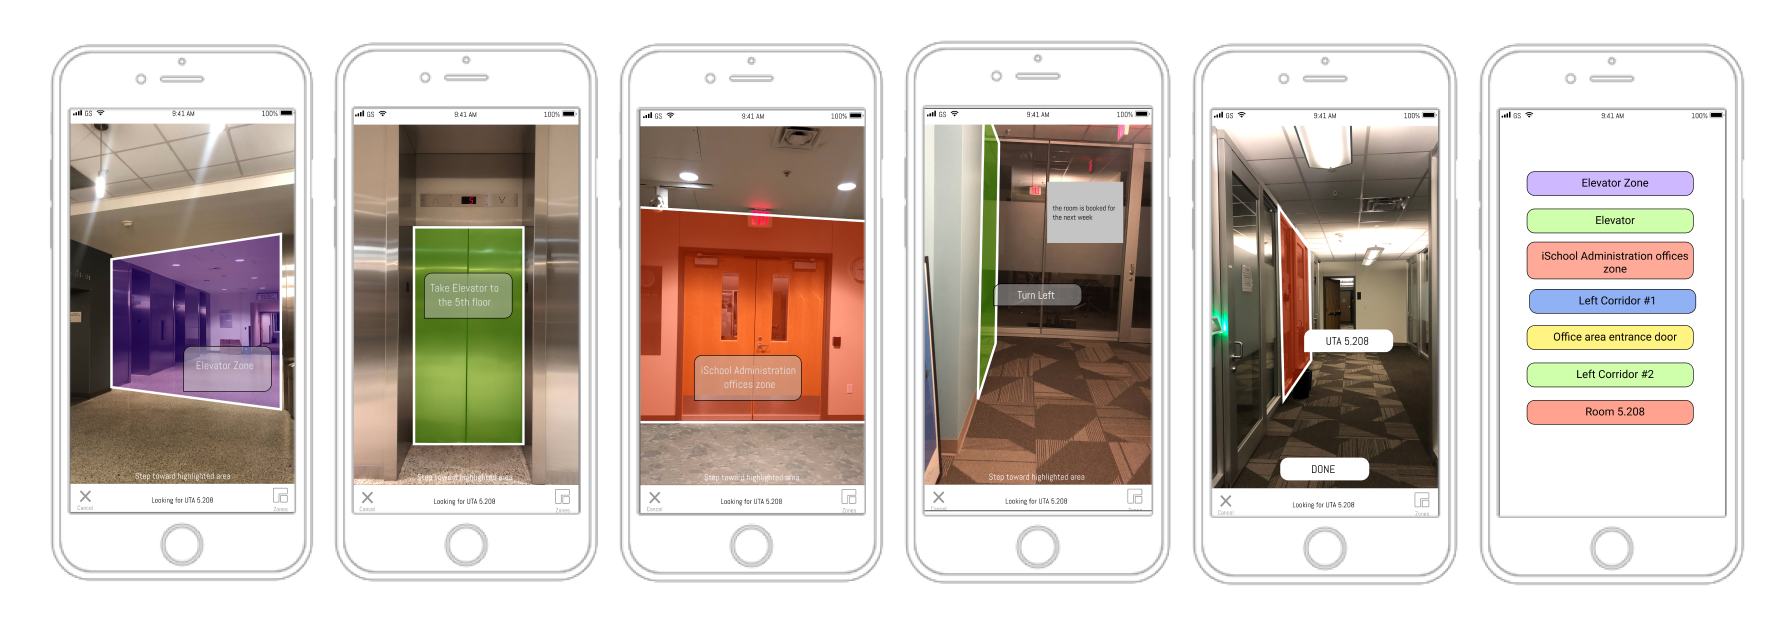 GS 9:41 AM 100%
Elevator Zone
Step toward highlighted area
Looking for UTA 5.208
Cancel
Zones
GS 9:41 AM 100%
5
Take Elevator to
the 5th floor
Step toward highlighted area
Looking for UTA 5.208
Cancel
Zones
GS 9:41 AM 100%
iSchool Administration
offices zone
Step toward highlighted area
Looking for UTA 5.208
Cancel
Zones
GS 9:41 AM 100%
the room is booked for
the next week
Turn Left
Step toward highlighted area
Looking for UTA 5.208
Cancel
Zones
GS 9:41 AM 100%
UTA 5.208
DONE
Looking for UTA 5.208
Cancel
Zones
GS 9:41 AM 100%
Elevator Zone
Elevator
iSchool Administration offices
zone
Left Corridor #1
Office area entrance door
Left Corridor #2
Room 5.208